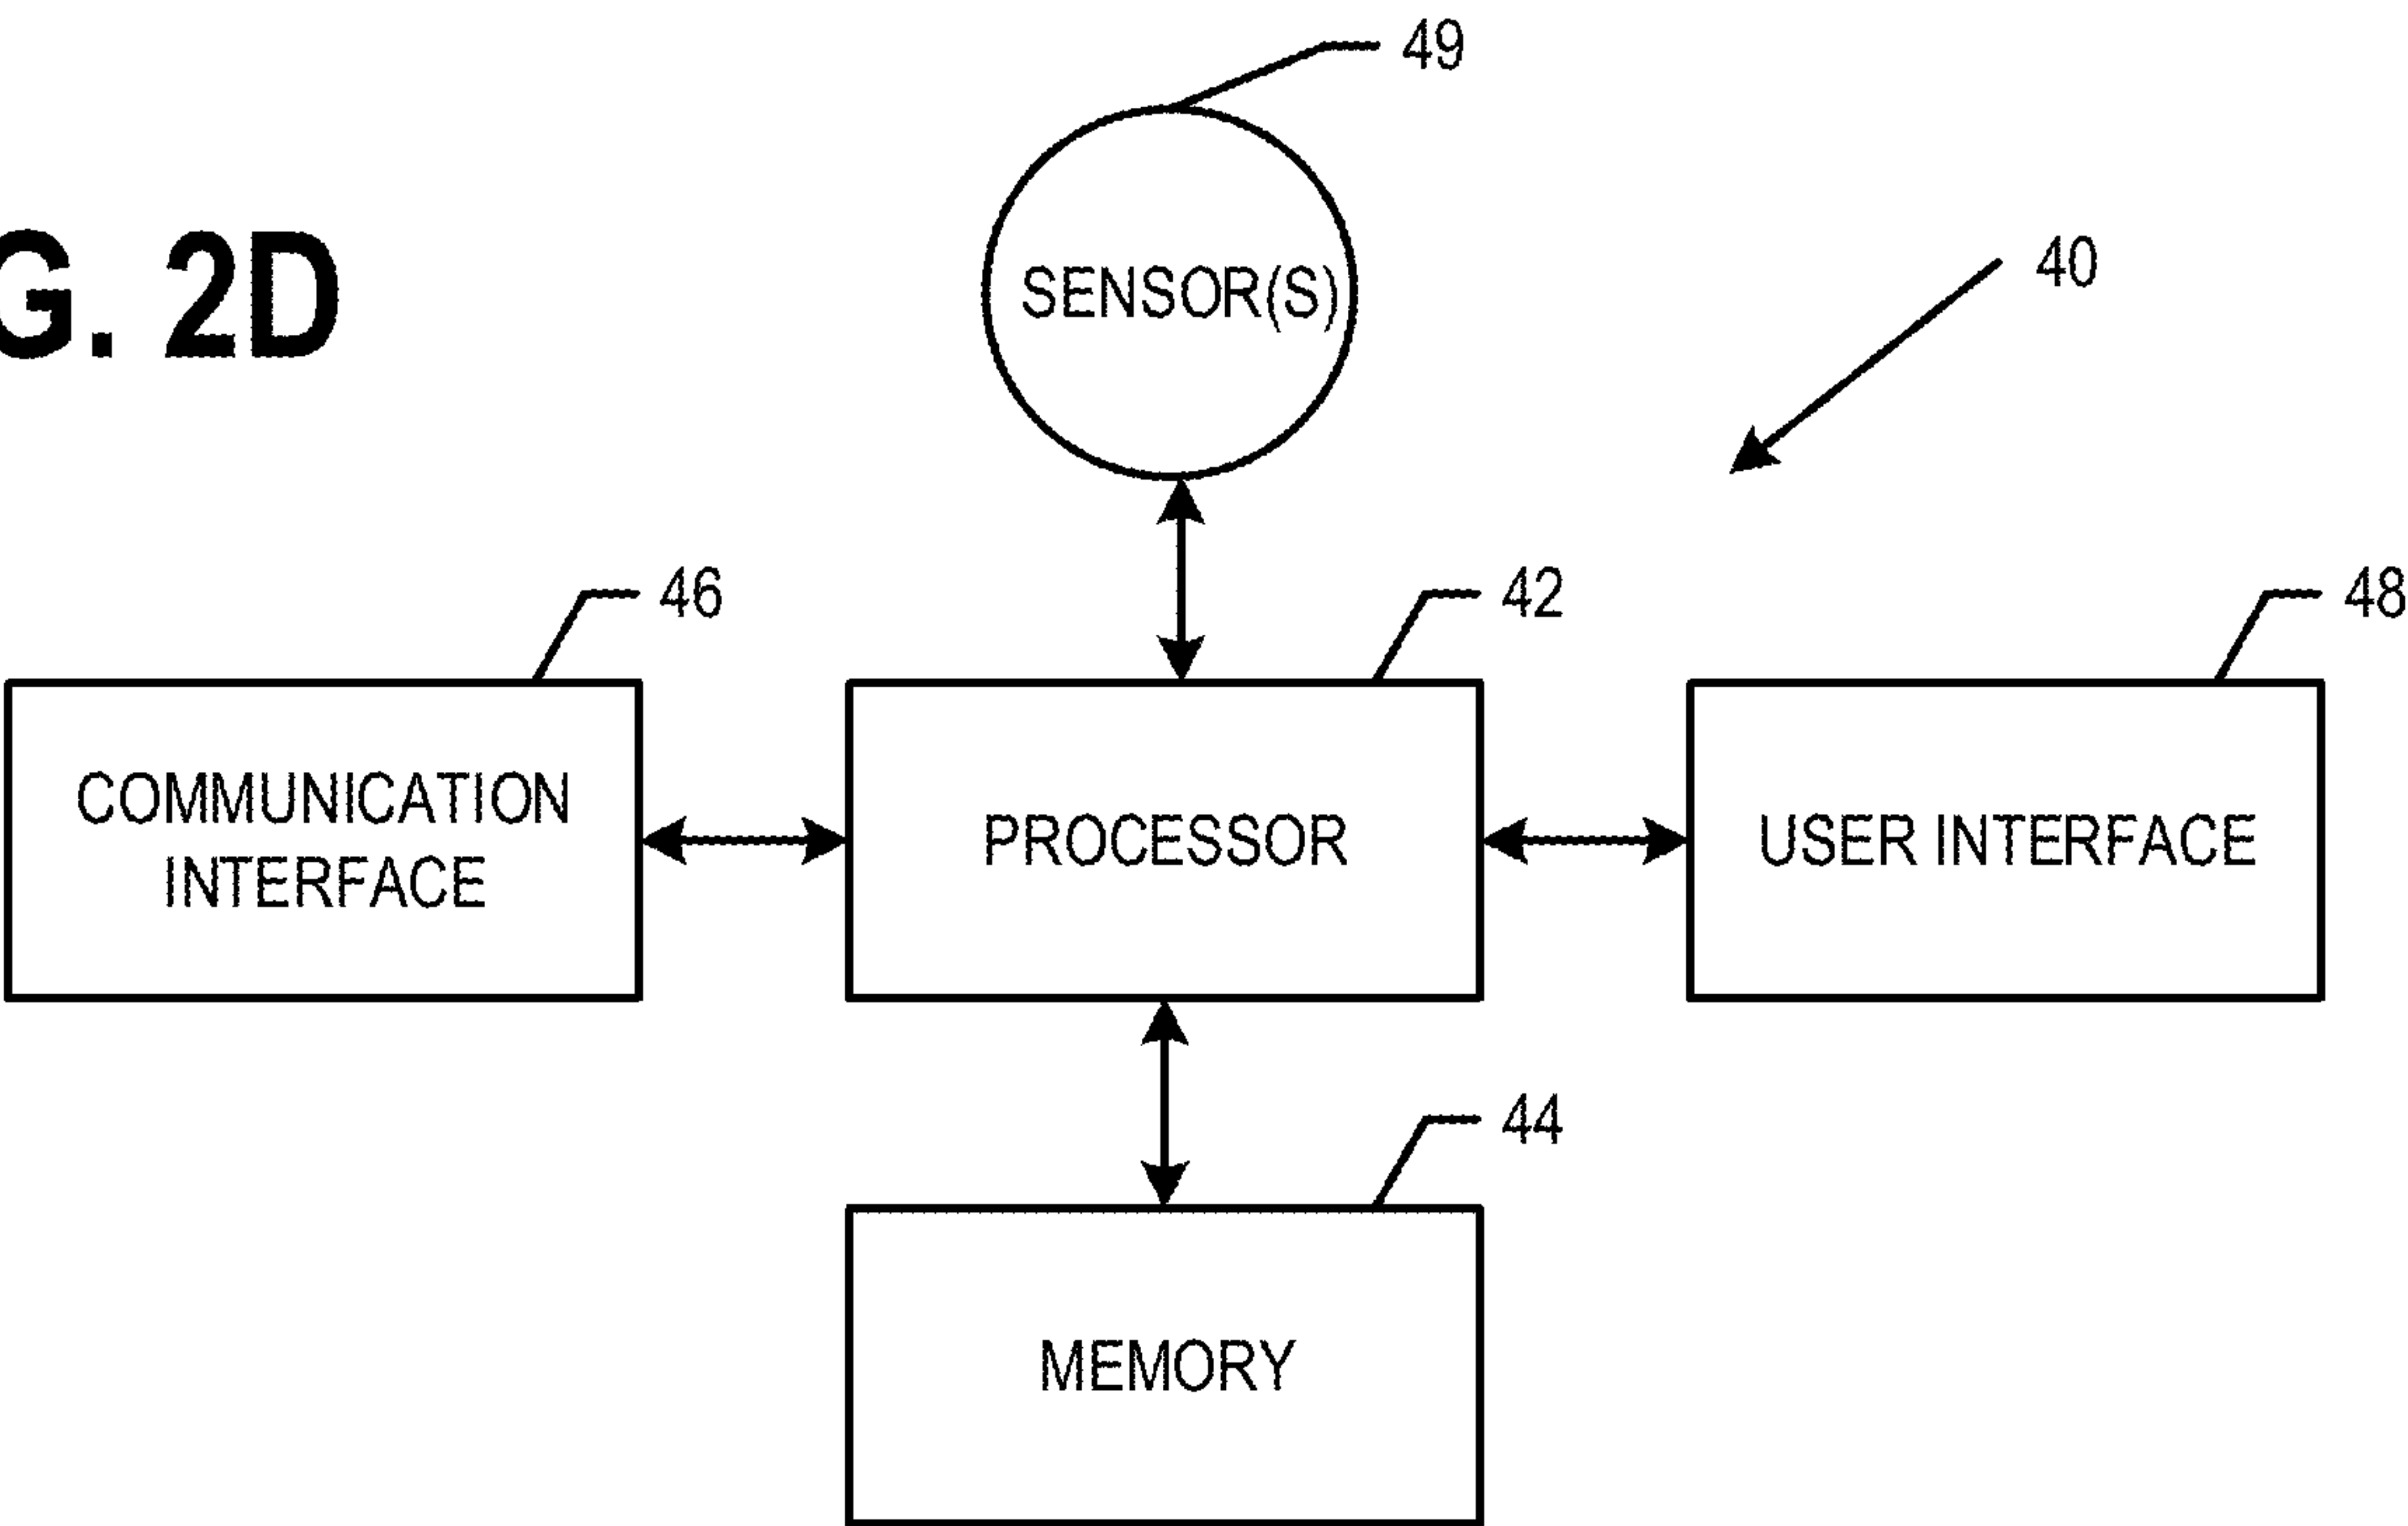 49
G. 2D
SENSOR(S)
40
46
42
48
COMMUNICATION
INTERFACE
PROCESSOR
USER INTERFACE
44
MEMORY